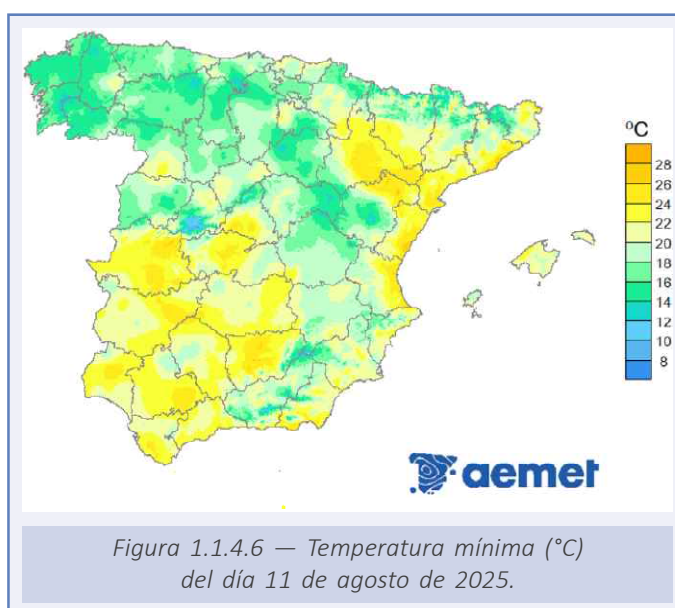 ºC
28
26
24
22
20
18
16
14
12
10
8
aemet
Figura 1.1.4.6 — Temperatura mínima (°C)
del día 11 de agosto de 2025.